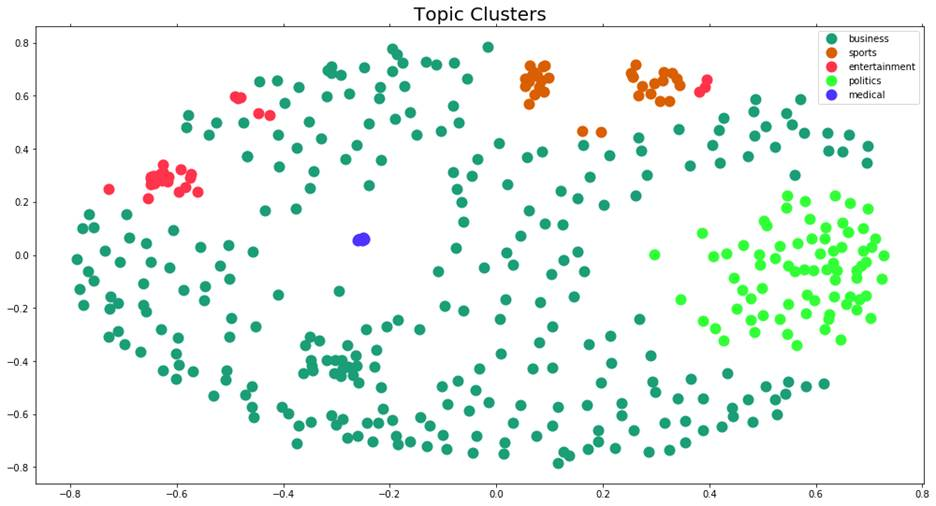 Topic Clusters
business
sports
entertainment
politics
medical
0.8
0.6
0.4
0.2
0.0
−0.2
−0.4
−0.6
−0.8
−0.8 −0.6 −0.4 −0.2 0.0 0.2 0.4 0.6 0.8